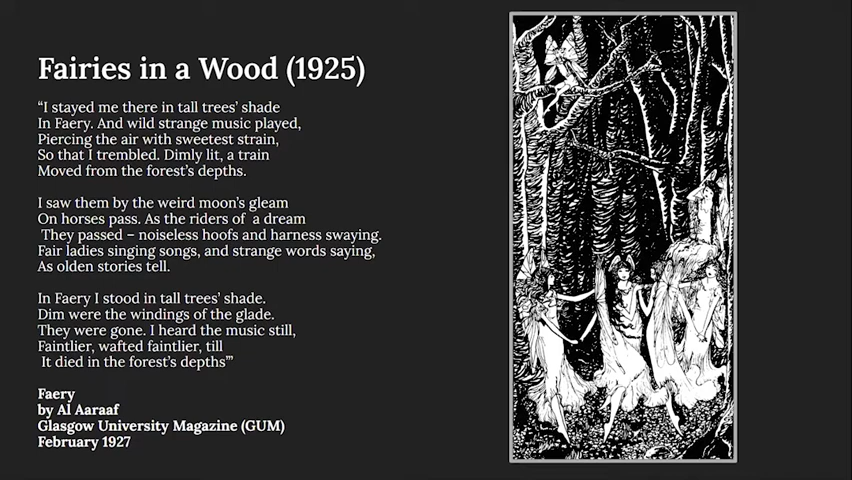 Fairies in a Wood (1925)
“I stayed me there in tall trees’ shade
In Faery. And wild strange music played,
Piercing the air with sweetest strain,
So that I trembled. Dimly lit, a train
Moved from the forest’s depths.
I saw them by the weird moon’s gleam
On horses pass. As the riders of a dream
They passed – noiseless hoofs and harness swaying.
Fair ladies singing songs, and strange words saying,
As olden stories tell.
In Faery I stood in tall trees’ shade.
Dim were the windings of the glade.
They were gone. I heard the music still,
Faintlier, wafted faintlier, till
It died in the forest’s depths’”
Faery
by Al Aaraaf
Glasgow University Magazine (GUM)
February 1927